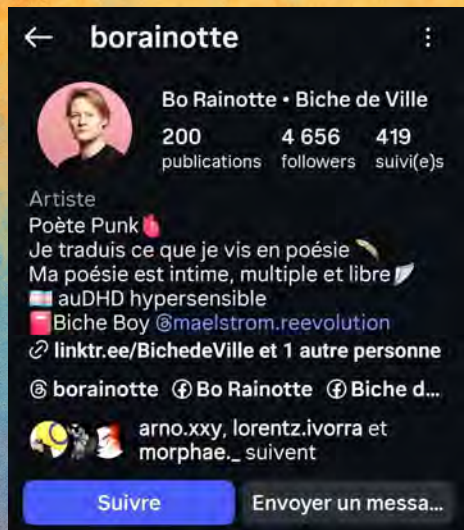 borainotte
Bo Rainotte • Biche de Ville
200 4 656 419
publications followers suivi(e)s
Artiste
Poète Punk
Je traduis ce que je vis en poésie
Ma poésie est intime, multiple et libre
auDHD hypersensible
Biche Boy @maelstrom.reevolution
linktr.ee/BichedeVille et 1 autre personne
borainotte Bo Rainotte Biche d...
arno.xxy, lorentz.ivorra et
morphae._ suivent
Suivre Envoyer un messa...